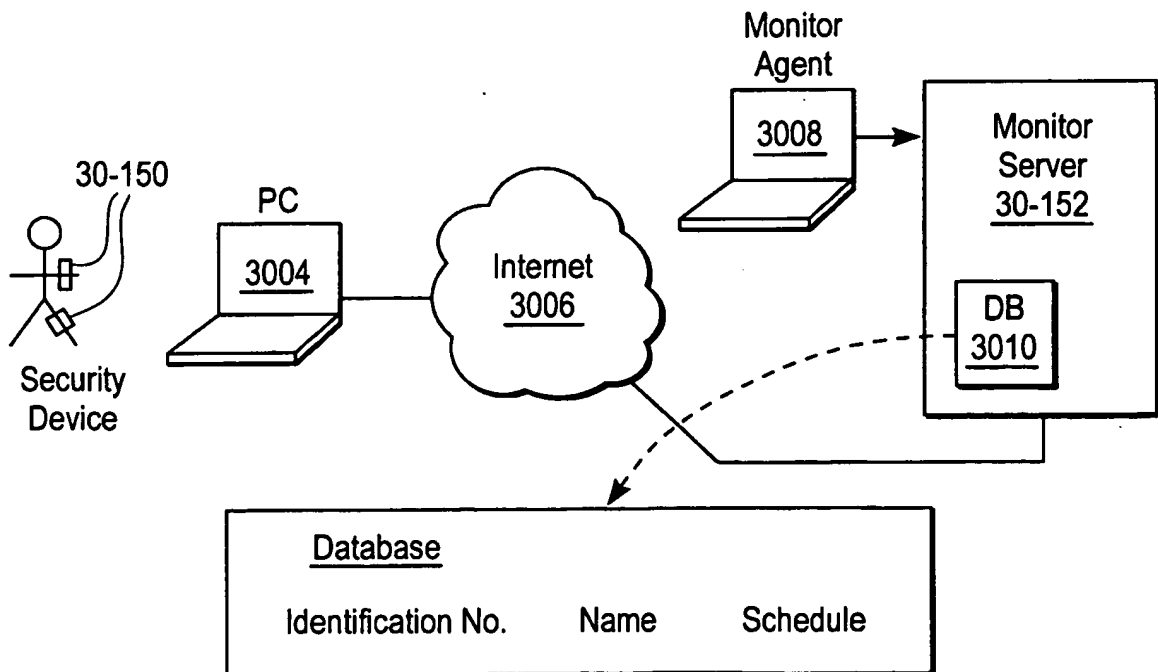 Monitor
Agent
3008
Monitor
Server
30-152
30-150
PC
3004
Internet
3006
DB
3010
Security
Device
Database
Identification No. Name Schedule